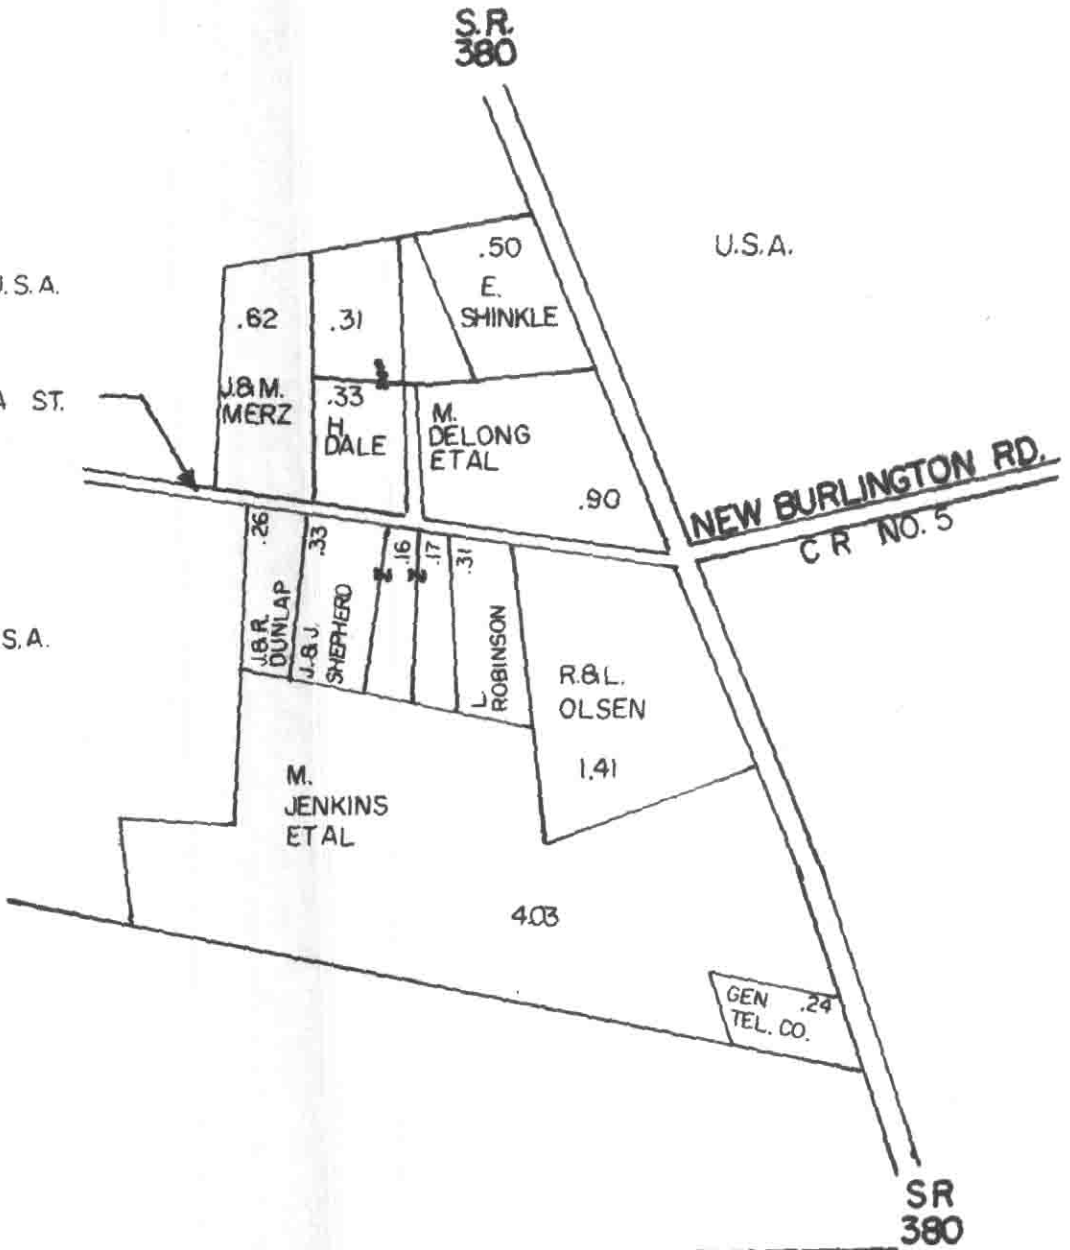 S.R.
380
U.S.A.
.50
E.
SHINKLE
.62
.31
J.&M.
MERZ
.33
H.
DALE
M.
DELONG
ETAL
.90
ST.
NEW BURLINGTON RD.
C R NO. 5
.26
J.&R.
DUNLAP
.33
J.&J.
SHEPHERD
.16
.17
.31
L.
ROBINSON
S.A.
R.&L.
OLSEN
1.41
M.
JENKINS
ETAL
4.03
GEN .24
TEL. CO.
SR
380